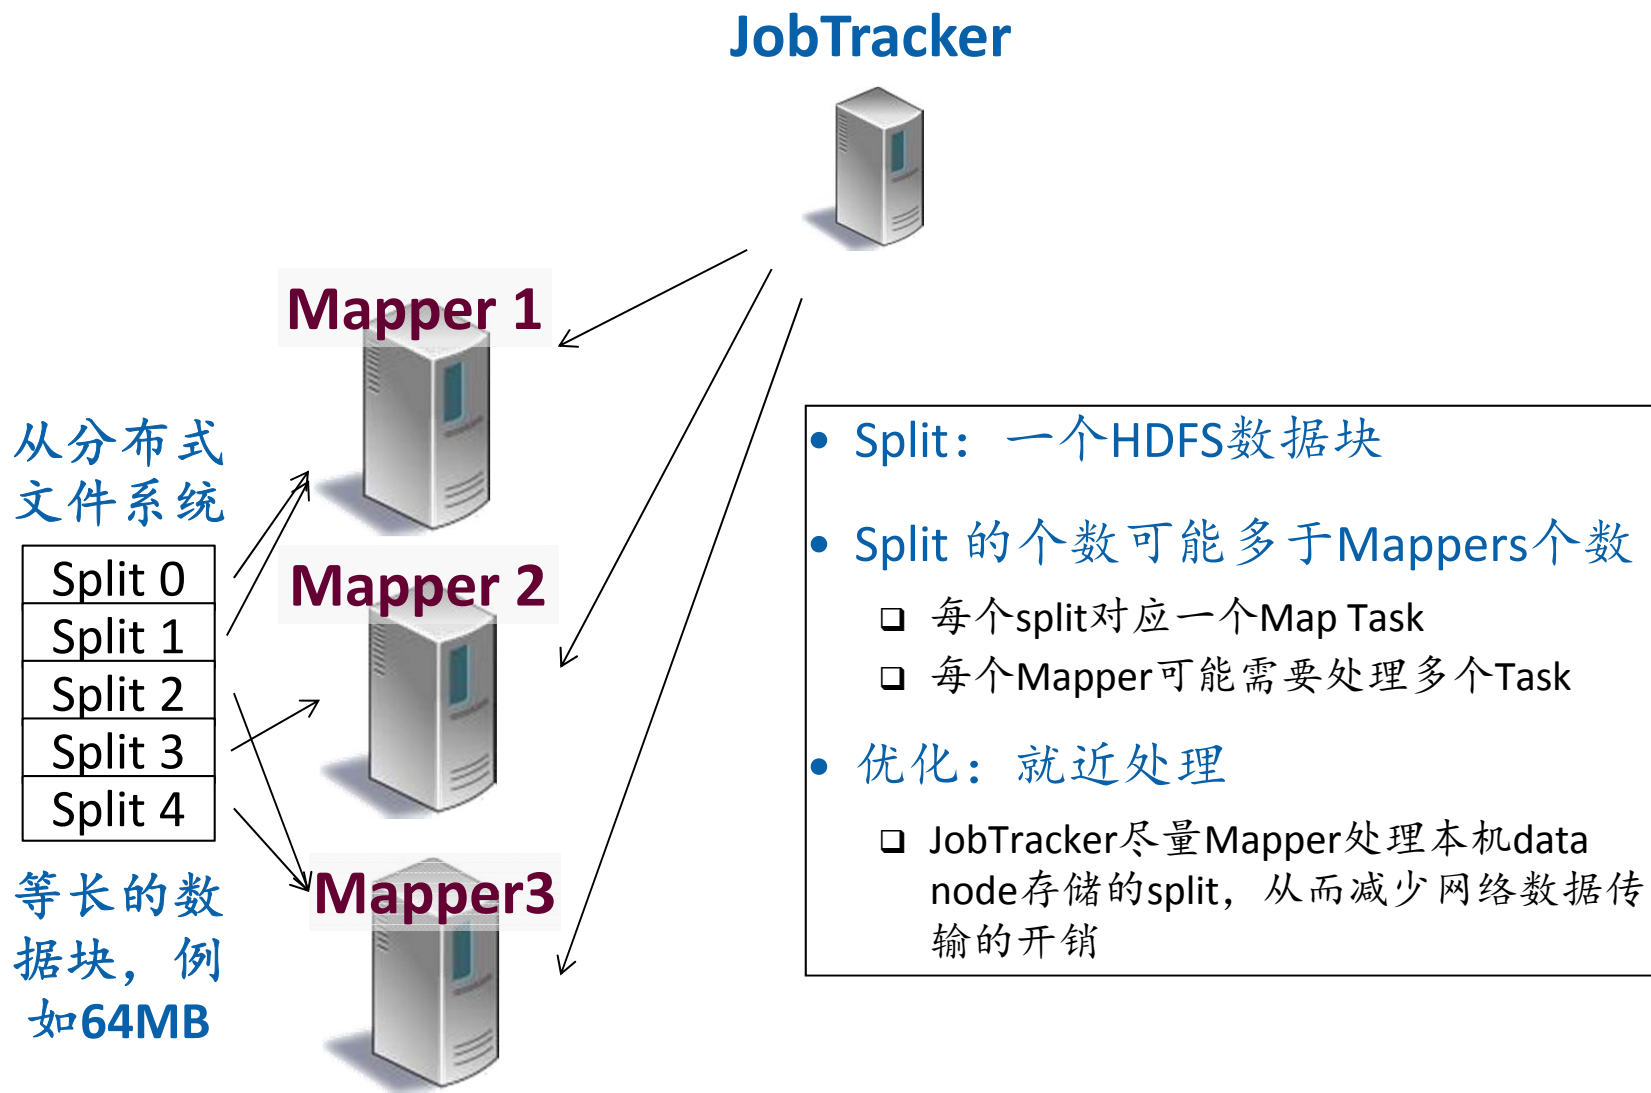 JobTracker
Mapper 1
从分布式
文件系统
Split 0
Split 1
Split 2
Split 3
Split 4
等长的数
据块，例
如64MB
Mapper 2
Mapper3
• Split：一个HDFS数据块
• Split 的个数可能多于Mappers个数
❑ 每个split对应一个Map Task
❑ 每个Mapper可能需要处理多个Task
• 优化：就近处理
❑ JobTracker尽量Mapper处理本机data
node存储的split，从而减少网络数据传
输的开销